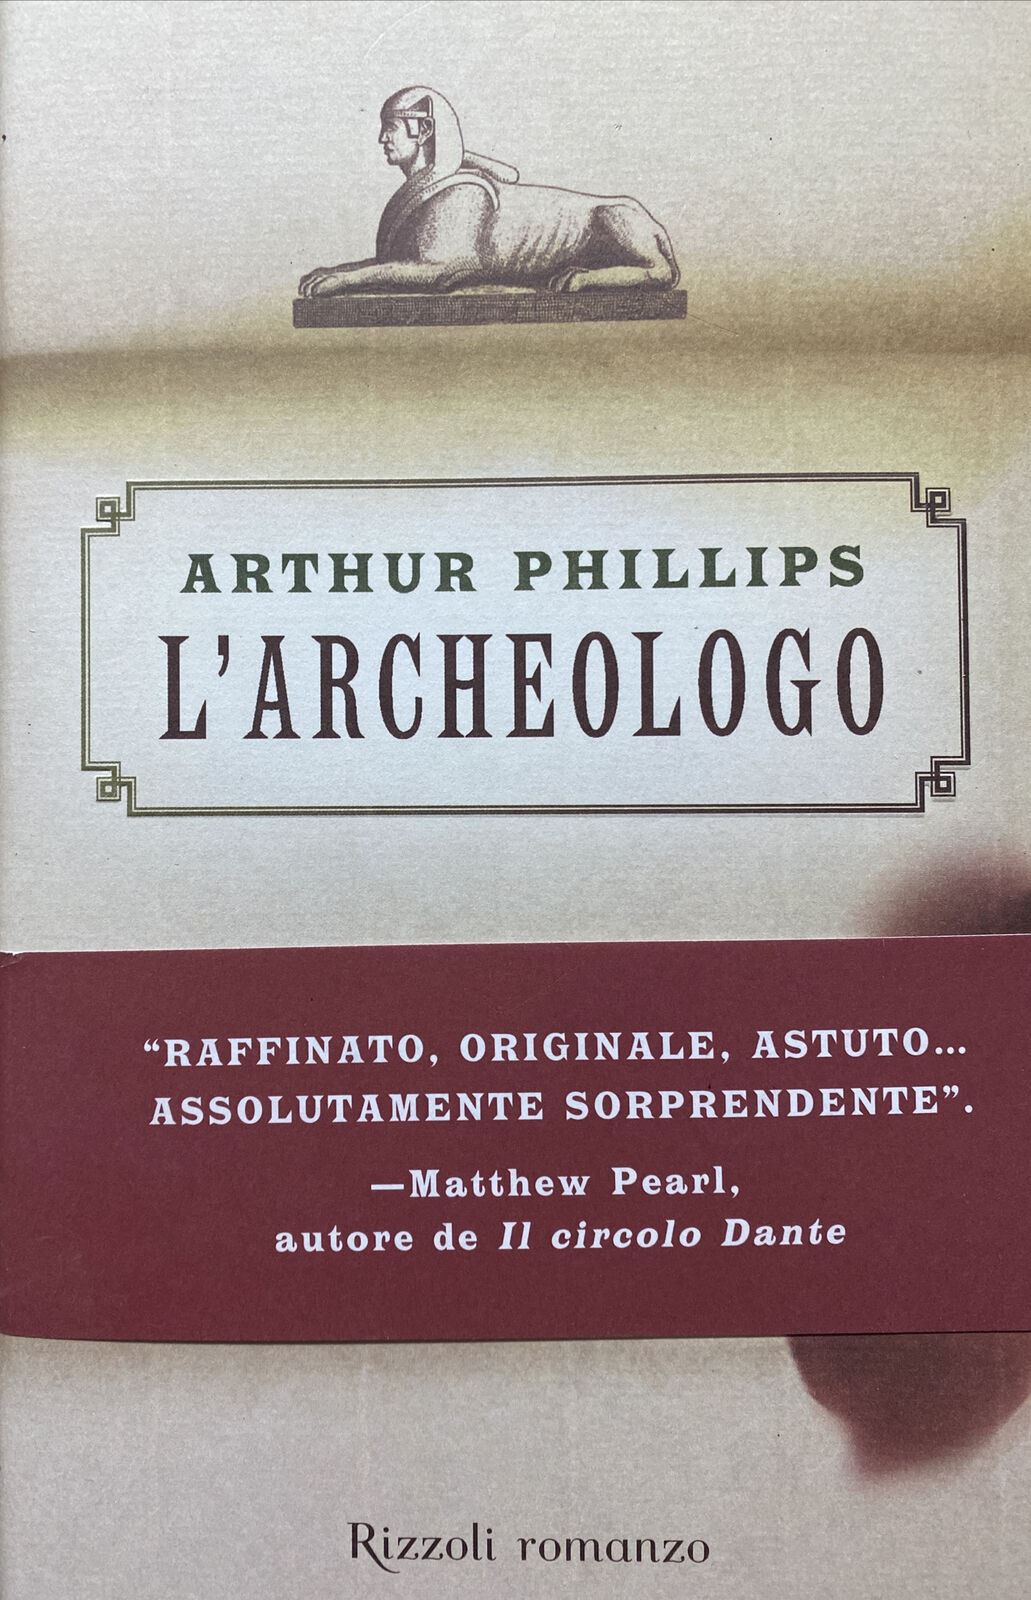 ARTHUR PHILLIPS
L'ARCHEOLOGO
“RAFFINATO, ORIGINALE, ASTUTO...
ASSOLUTAMENTE SORPRENDENTE”.
—Matthew Pearl,
autore de Il circolo Dante
Rizzoli romanzo